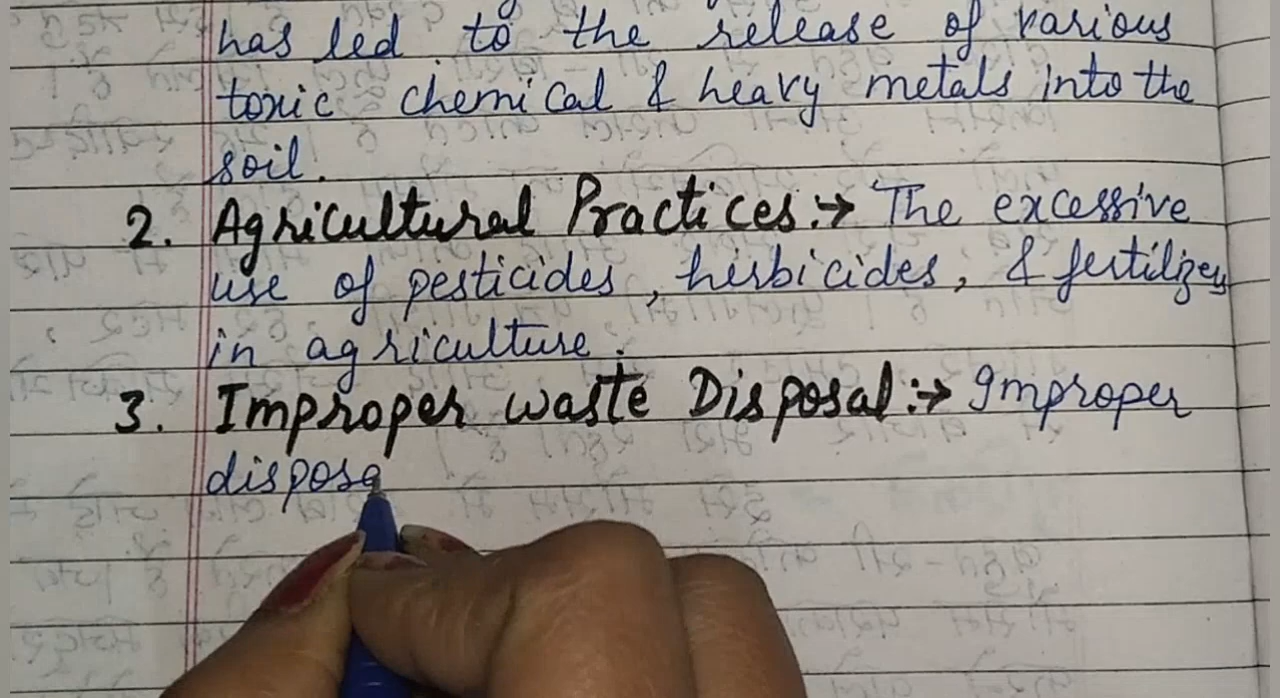 has led to the release of various
toxic chemical & heavy metals into the
soil.
2. Agricultural Practices:→ The excessive
use of pesticides, herbicides, & fertilizers
in agriculture.
3. Improper waste Disposal:→ Improper
disposa